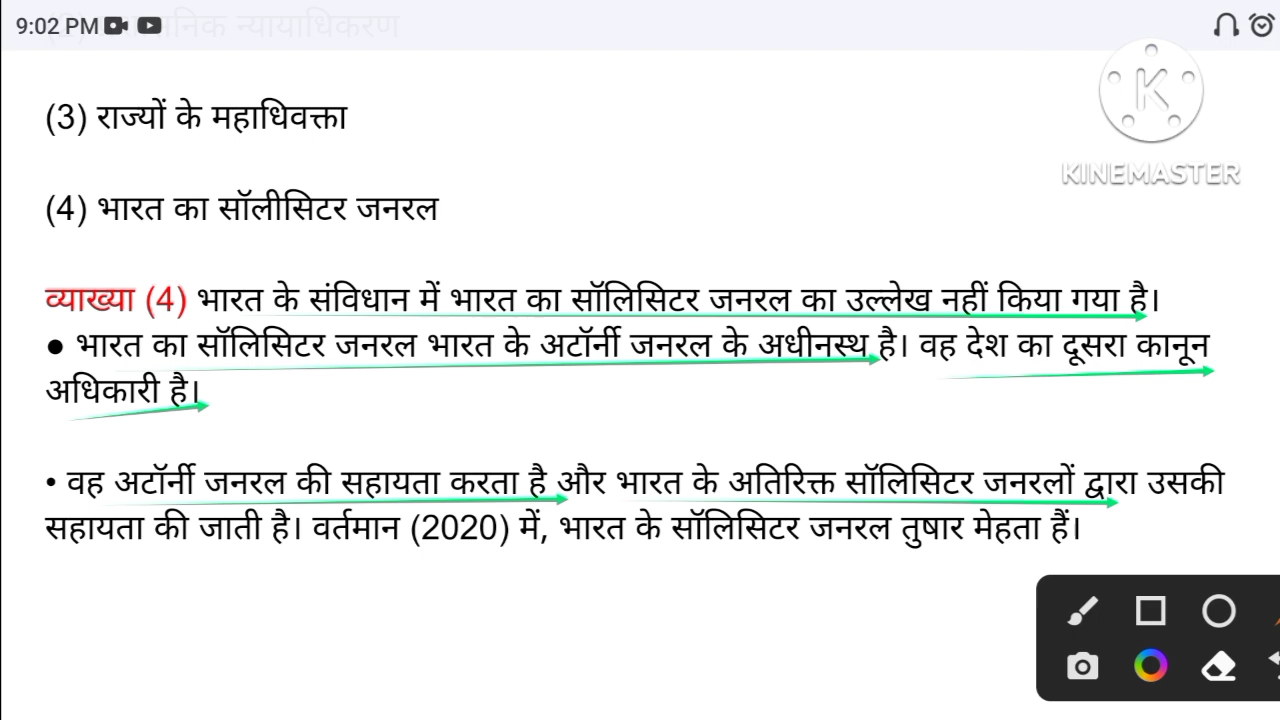 9:02 PM
न्यायाधिकरण
(3) राज्यों के महाधिवक्ता
KINEMASTER
(4) भारत का सॉलीसिटर जनरल
व्याख्या (4) भारत के संविधान में भारत का सॉलिसिटर जनरल का उल्लेख नहीं किया गया है।
● भारत का सॉलिसिटर जनरल भारत के अटॉर्नी जनरल के अधीनस्थ है। वह देश का दूसरा कानून
अधिकारी है।
• वह अटॉर्नी जनरल की सहायता करता है और भारत के अतिरिक्त सॉलिसिटर जनरलों द्वारा उसकी
सहायता की जाती है। वर्तमान (2020) में, भारत के सॉलिसिटर जनरल तुषार मेहता हैं।